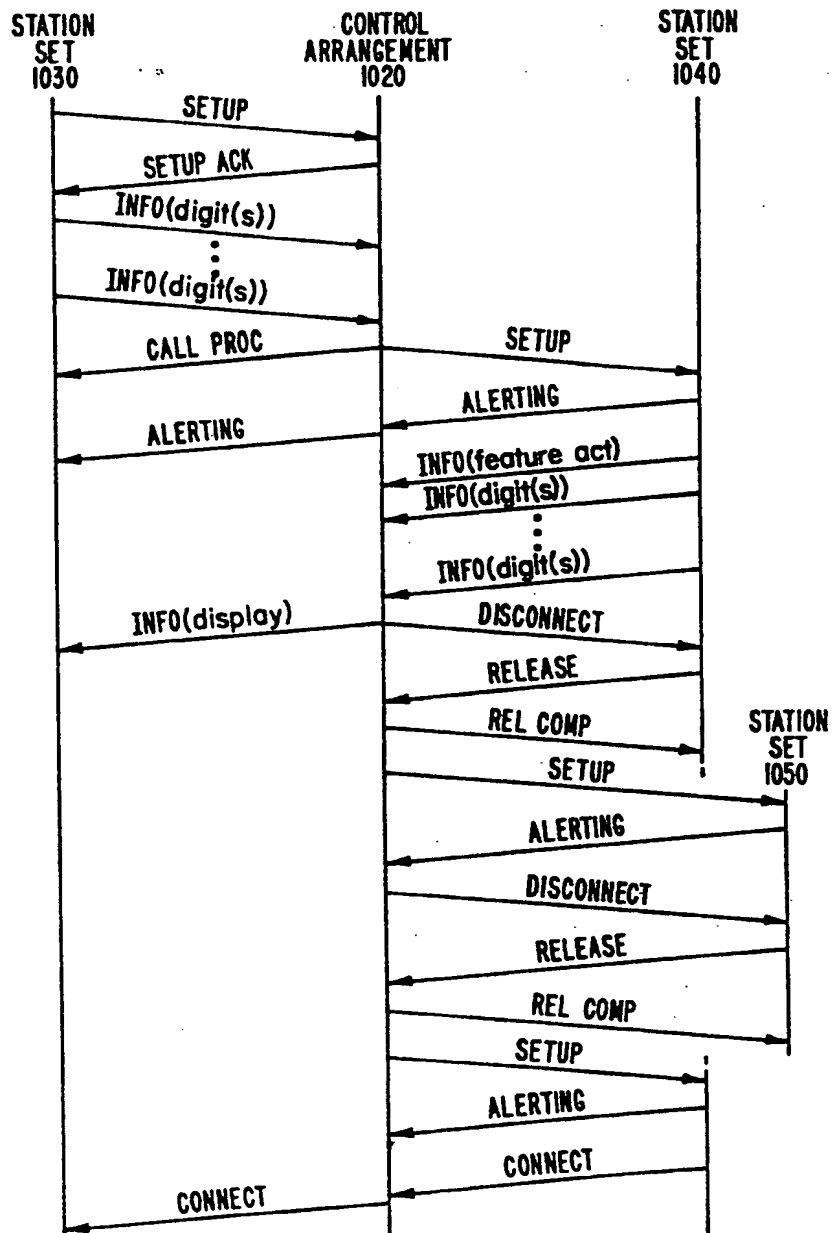 STATION
SET
1030
CONTROL
ARRANGEMENT
1020
STATION
SET
1040
SETUP
SETUP ACK
INFO(digit(s))
INFO(digit(s))
CALL PROC
SETUP
ALERTING
ALERTING
INFO(feature act)
INFO(digit(s))
INFO(digit(s))
INFO(display)
DISCONNECT
RELEASE
REL COMP
STATION
SET
1050
SETUP
ALERTING
DISCONNECT
RELEASE
REL COMP
SETUP
ALERTING
CONNECT
CONNECT